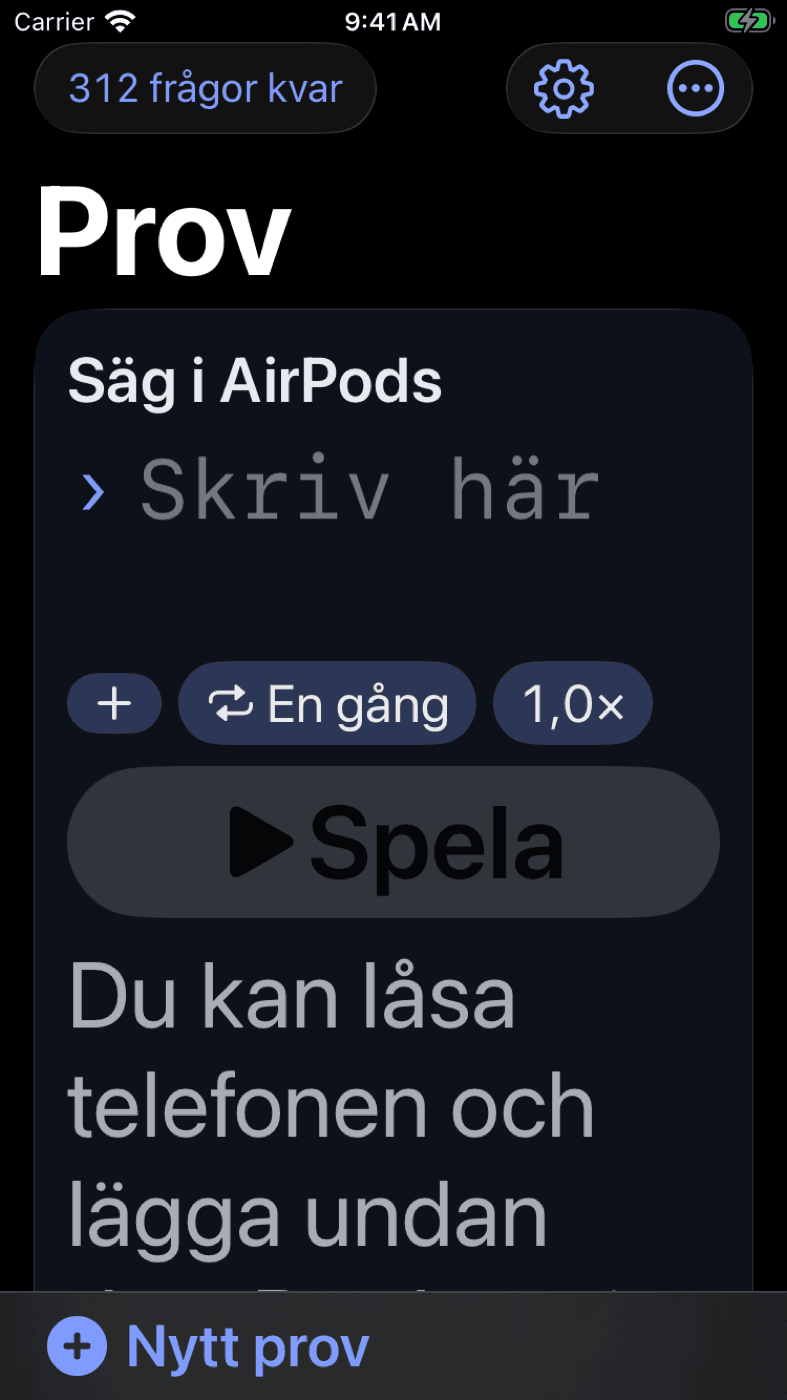 Carrier 9:41 AM
312 frågor kvar
Prov
Säg i AirPods
› Skriv här
+ En gång 1,0×
Spela
Du kan låsa
telefonen och
lägga undan
Nytt prov